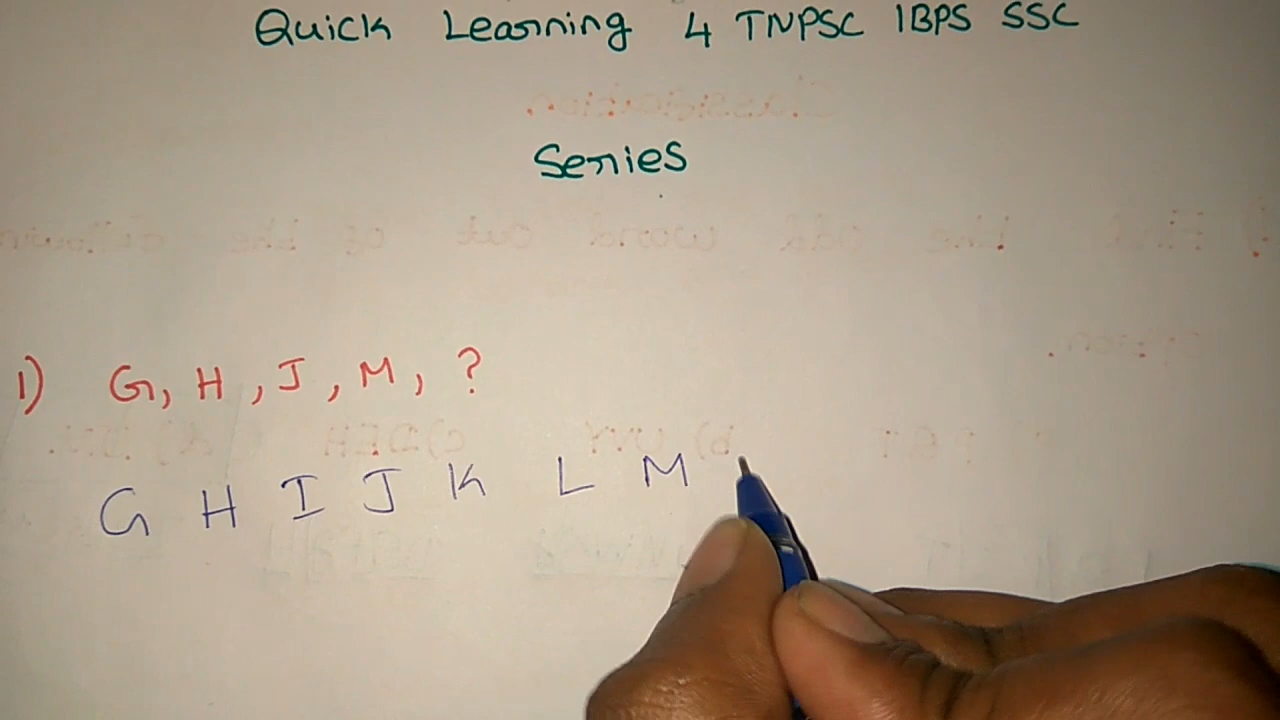 Quick Learning 4 TNPSC IBPS SSC
Series
1) G, H, J, M, ?
G H I J K L M